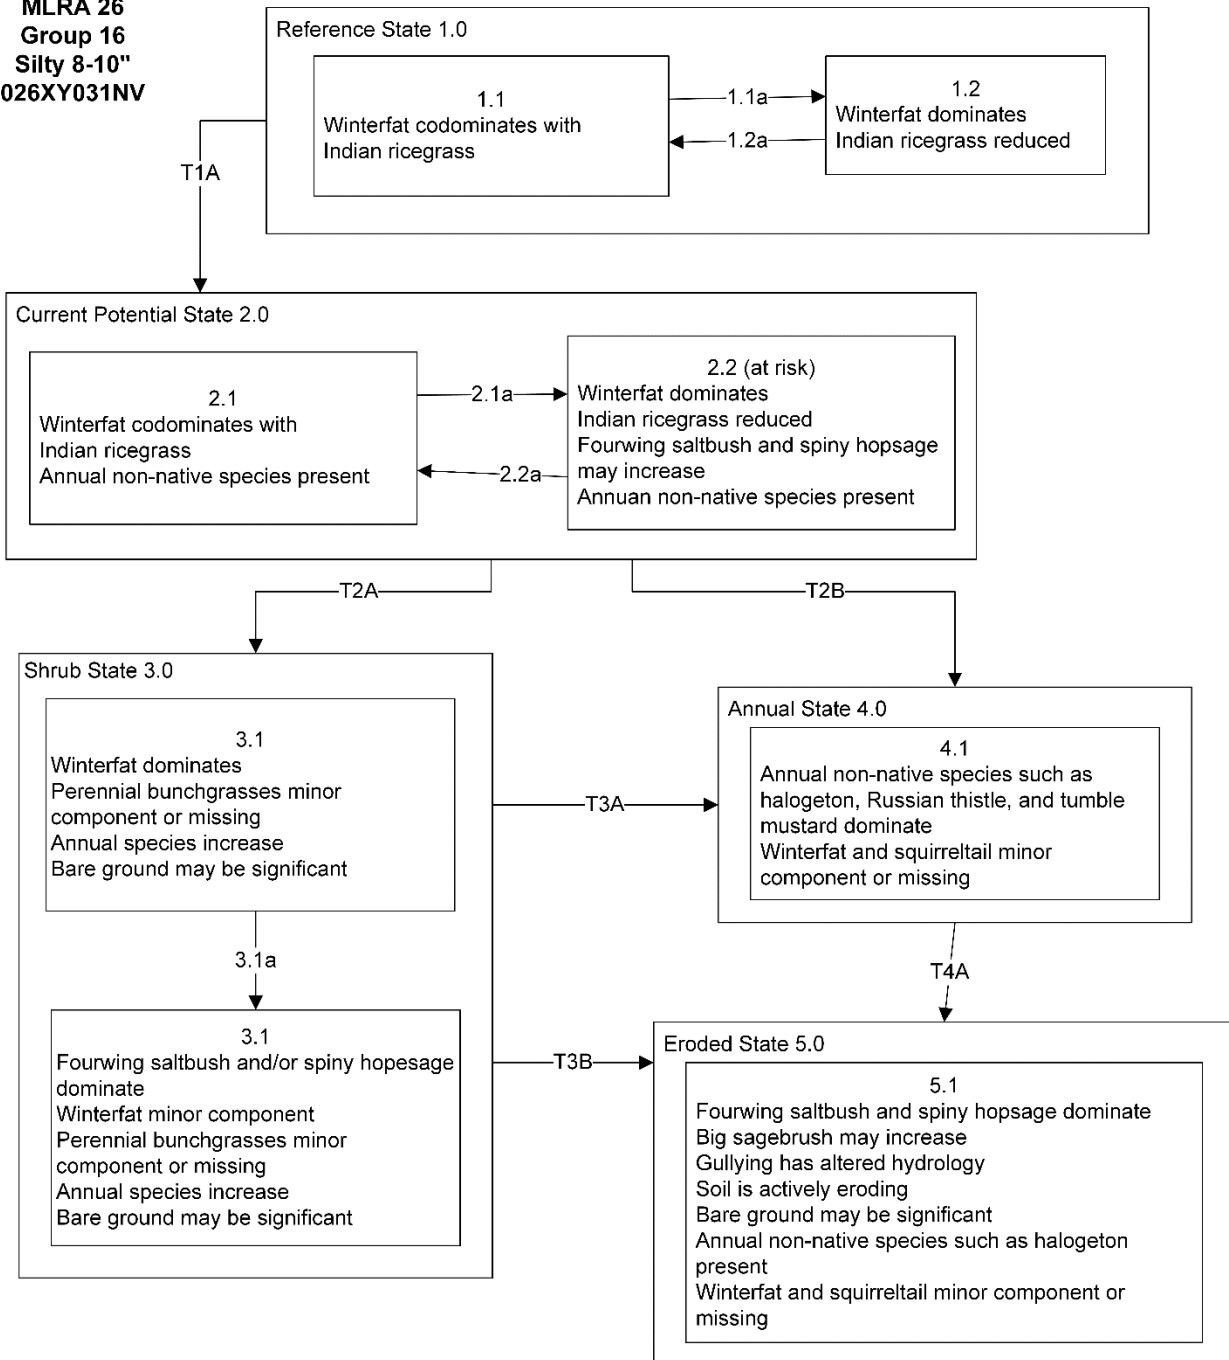 MLRA 26
Group 16
Silty 8-10"
026XY031NV
Reference State 1.0
1.1
Winterfat codominates with
Indian ricegrass
1.1a
1.2a
1.2
Winterfat dominates
Indian ricegrass reduced
T1A
Current Potential State 2.0
2.1
Winterfat codominates with
Indian ricegrass
Annual non-native species present
2.1a
2.2a
2.2 (at risk)
Winterfat dominates
Indian ricegrass reduced
Fourwing saltbush and spiny hopsage
may increase
Annuan non-native species present
T2A
T2B
Shrub State 3.0
3.1
Winterfat dominates
Perennial bunchgrasses minor
component or missing
Annual species increase
Bare ground may be significant
3.1a
3.1
Fourwing saltbush and/or spiny hopesage
dominate
Winterfat minor component
Perennial bunchgrasses minor
component or missing
Annual species increase
Bare ground may be significant
T3A
T3B
Annual State 4.0
4.1
Annual non-native species such as
halogeton, Russian thistle, and tumble
mustard dominate
Winterfat and squirreltail minor
component or missing
T4A
Eroded State 5.0
5.1
Fourwing saltbush and spiny hopsage dominate
Big sagebrush may increase
Gullying has altered hydrology
Soil is actively eroding
Bare ground may be significant
Annual non-native species such as halogeton
present
Winterfat and squirreltail minor component or
missing